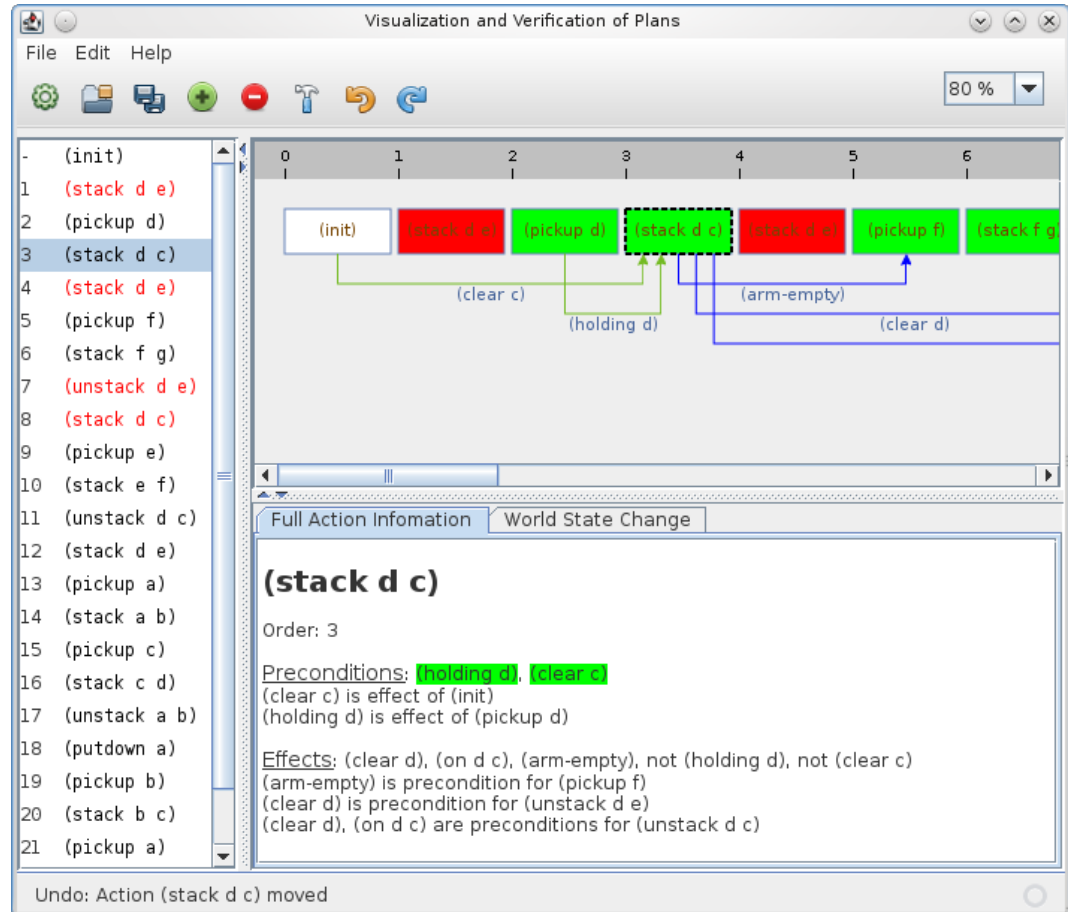 Visualization and Verification of Plans
File Edit Help
80 %
- (init)
1 (stack d e)
2 (pickup d)
3 (stack d c)
4 (stack d e)
5 (pickup f)
6 (stack f g)
7 (unstack d e)
8 (stack d c)
9 (pickup e)
10 (stack e f)
11 (unstack d c)
12 (stack d e)
13 (pickup a)
14 (stack a b)
15 (pickup c)
16 (stack c d)
17 (unstack a b)
18 (putdown a)
19 (pickup b)
20 (stack b c)
21 (pickup a)
0 1 2 3 4 5 6
(init) (stack d e) (pickup d) (stack d c) (stack d e) (pickup f) (stack f g
(clear c) (arm-empty)
(holding d) (clear d)
Full Action Infomation World State Change
(stack d c)
Order: 3
Preconditions: (holding d), (clear c)
(clear c) is effect of (init)
(holding d) is effect of (pickup d)
Effects: (clear d), (on d c), (arm-empty), not (holding d), not (clear c)
(arm-empty) is precondition for (pickup f)
(clear d) is precondition for (unstack d e)
(clear d), (on d c) are preconditions for (unstack d c)
Undo: Action (stack d c) moved